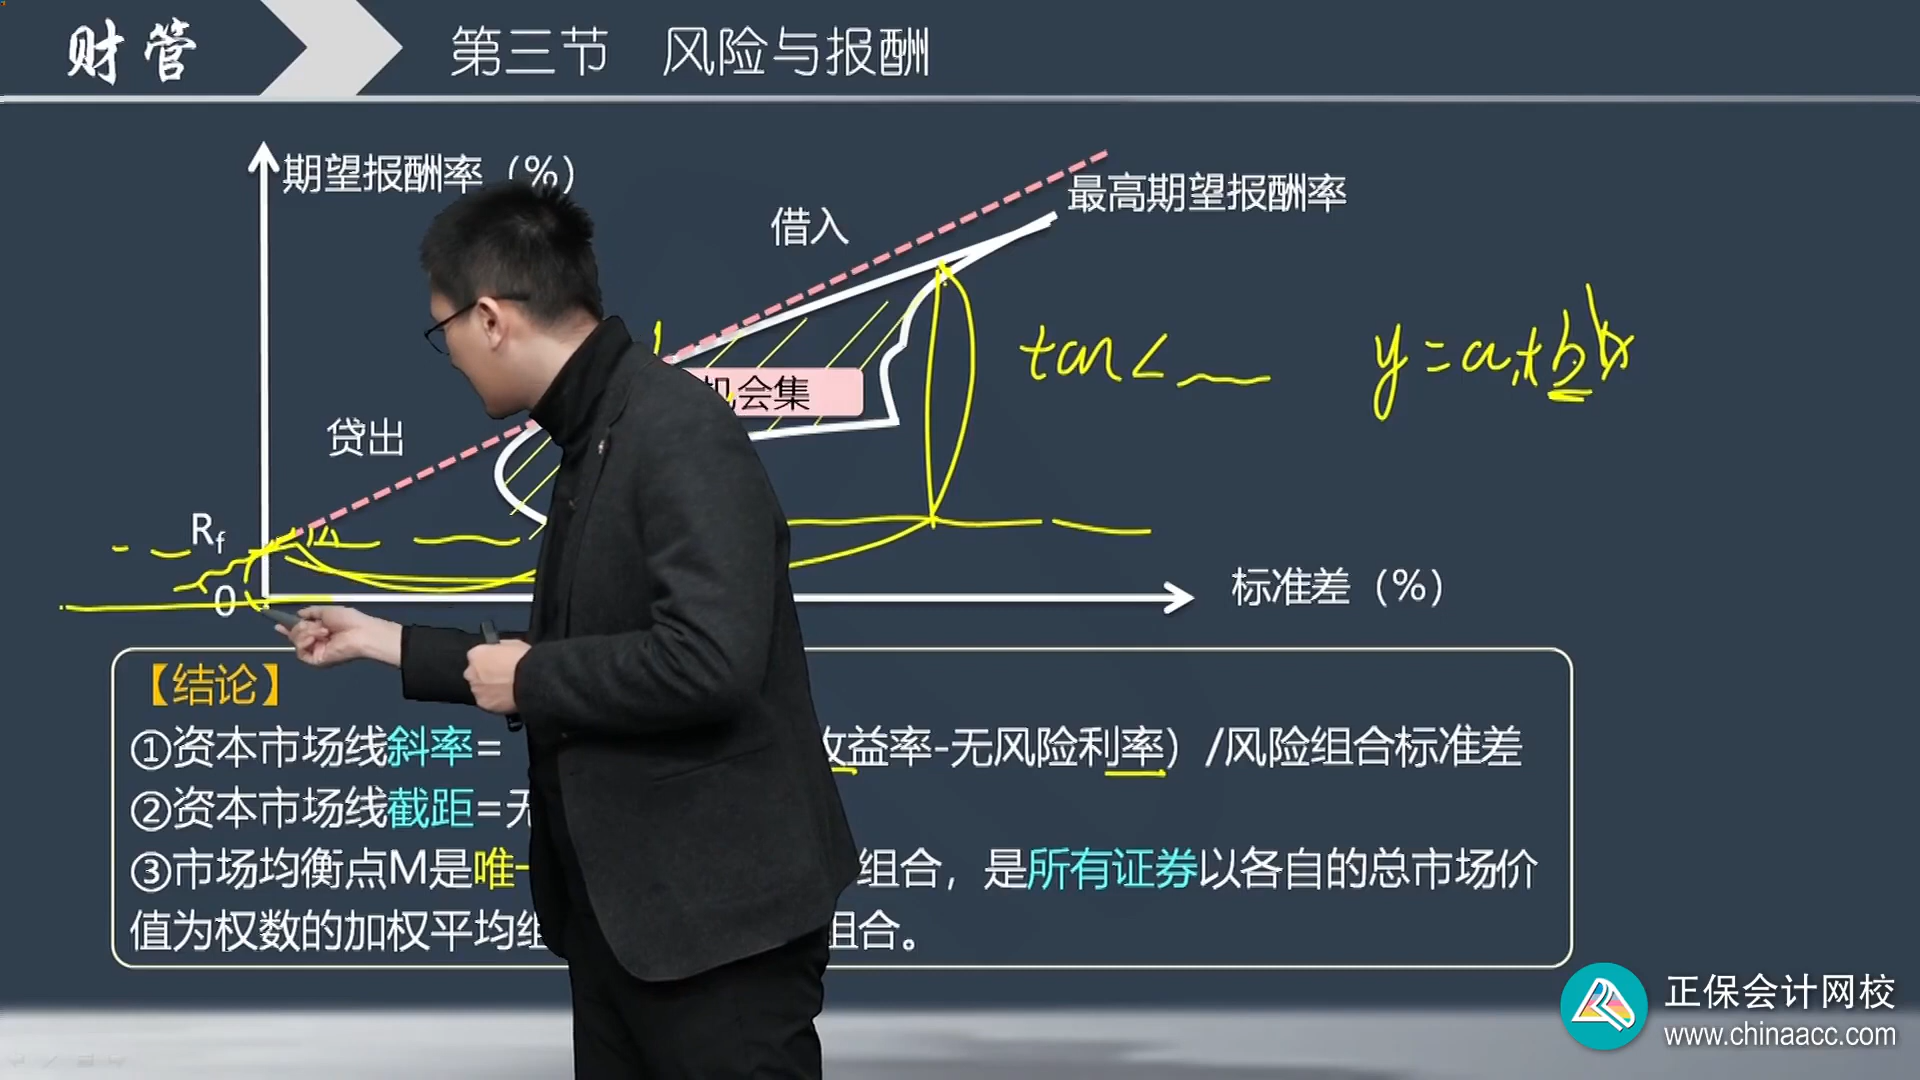 财管
第三节 风险与报酬
期望报酬率（%）
最高期望报酬率
借入
机会集
贷出
tan∠
y=a+bx
Rf
0
标准差（%）
【结论】
①资本市场线斜率= 收益率-无风险利率）/风险组合标准差
②资本市场线截距=无
③市场均衡点M是唯一 组合，是所有证券以各自的总市场价
值为权数的加权平均组 组合。
正保会计网校
www.chinaacc.com